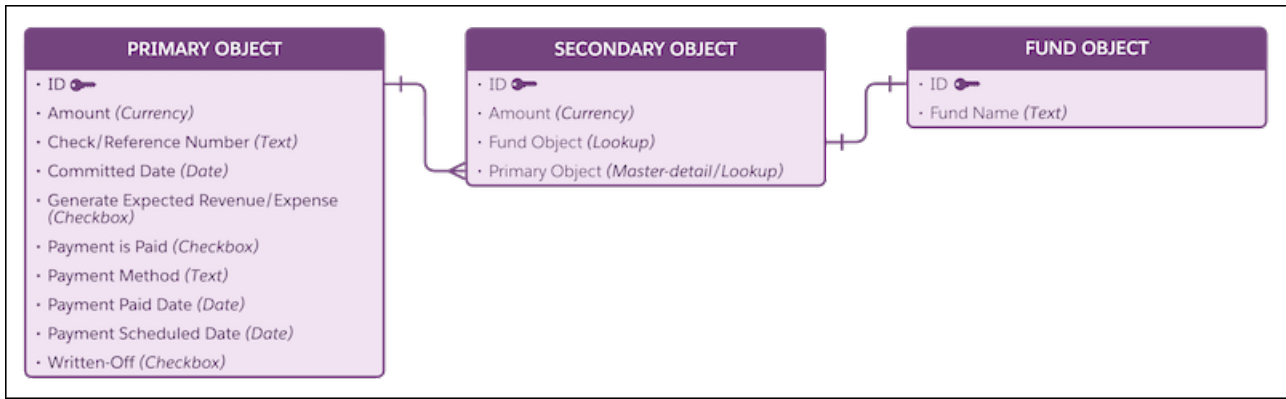 PRIMARY OBJECT
· ID
· Amount (Currency)
· Check/Reference Number (Text)
· Committed Date (Date)
· Generate Expected Revenue/Expense
(Checkbox)
· Payment is Paid (Checkbox)
· Payment Method (Text)
· Payment Paid Date (Date)
· Payment Scheduled Date (Date)
· Written-Off (Checkbox)
SECONDARY OBJECT
· ID
· Amount (Currency)
· Fund Object (Lookup)
· Primary Object (Master-detail/Lookup)
FUND OBJECT
· ID
· Fund Name (Text)